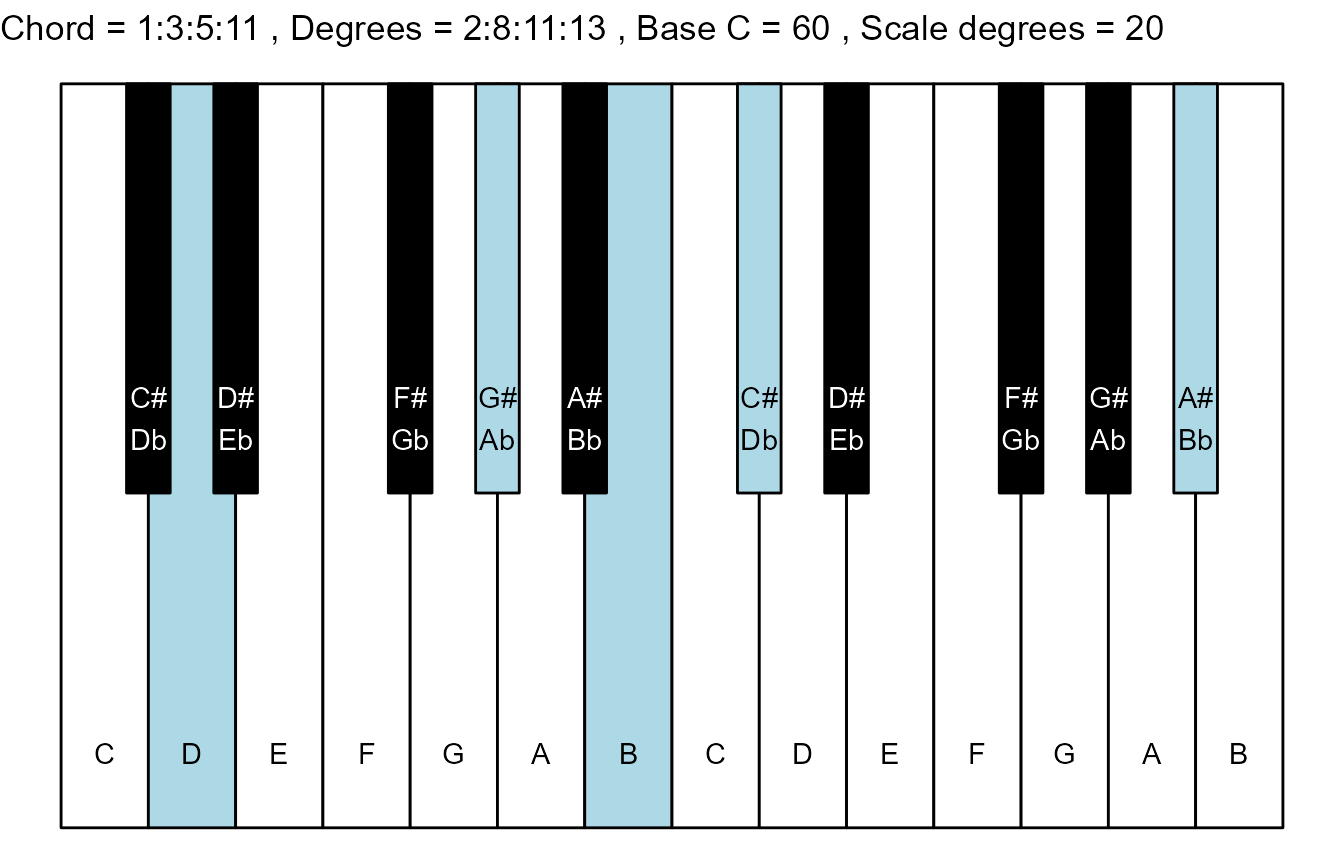 Chord = 1:3:5:11 , Degrees = 2:8:11:13 , Base C = 60 , Scale degrees = 20
C# D# F# G# A# C# D# F# G# A#
Db Eb Gb Ab Bb Db Eb Gb Ab Bb
C D E F G A B C D E F G A B